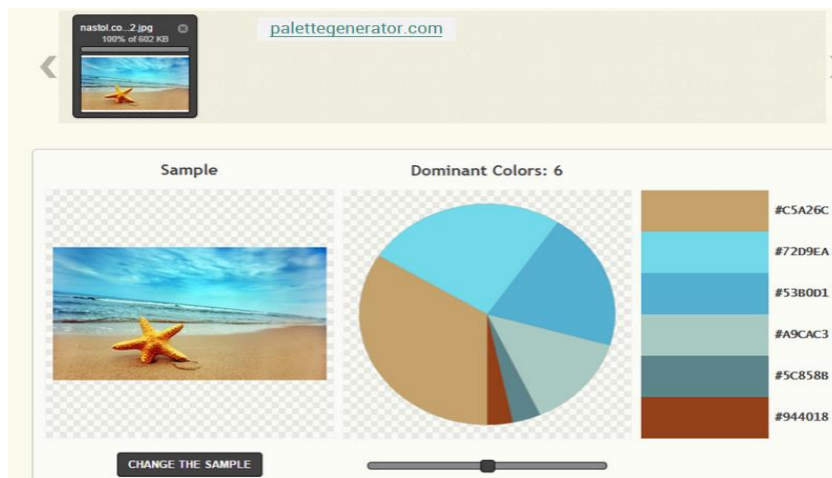 nastol.co...2.jpg
100% of 602 KB
palettegenerator.com
Sample
Dominant Colors: 6
#C5A26C
#72D9EA
#53B0D1
#A9CAC3
#5C858B
#944018
CHANGE THE SAMPLE